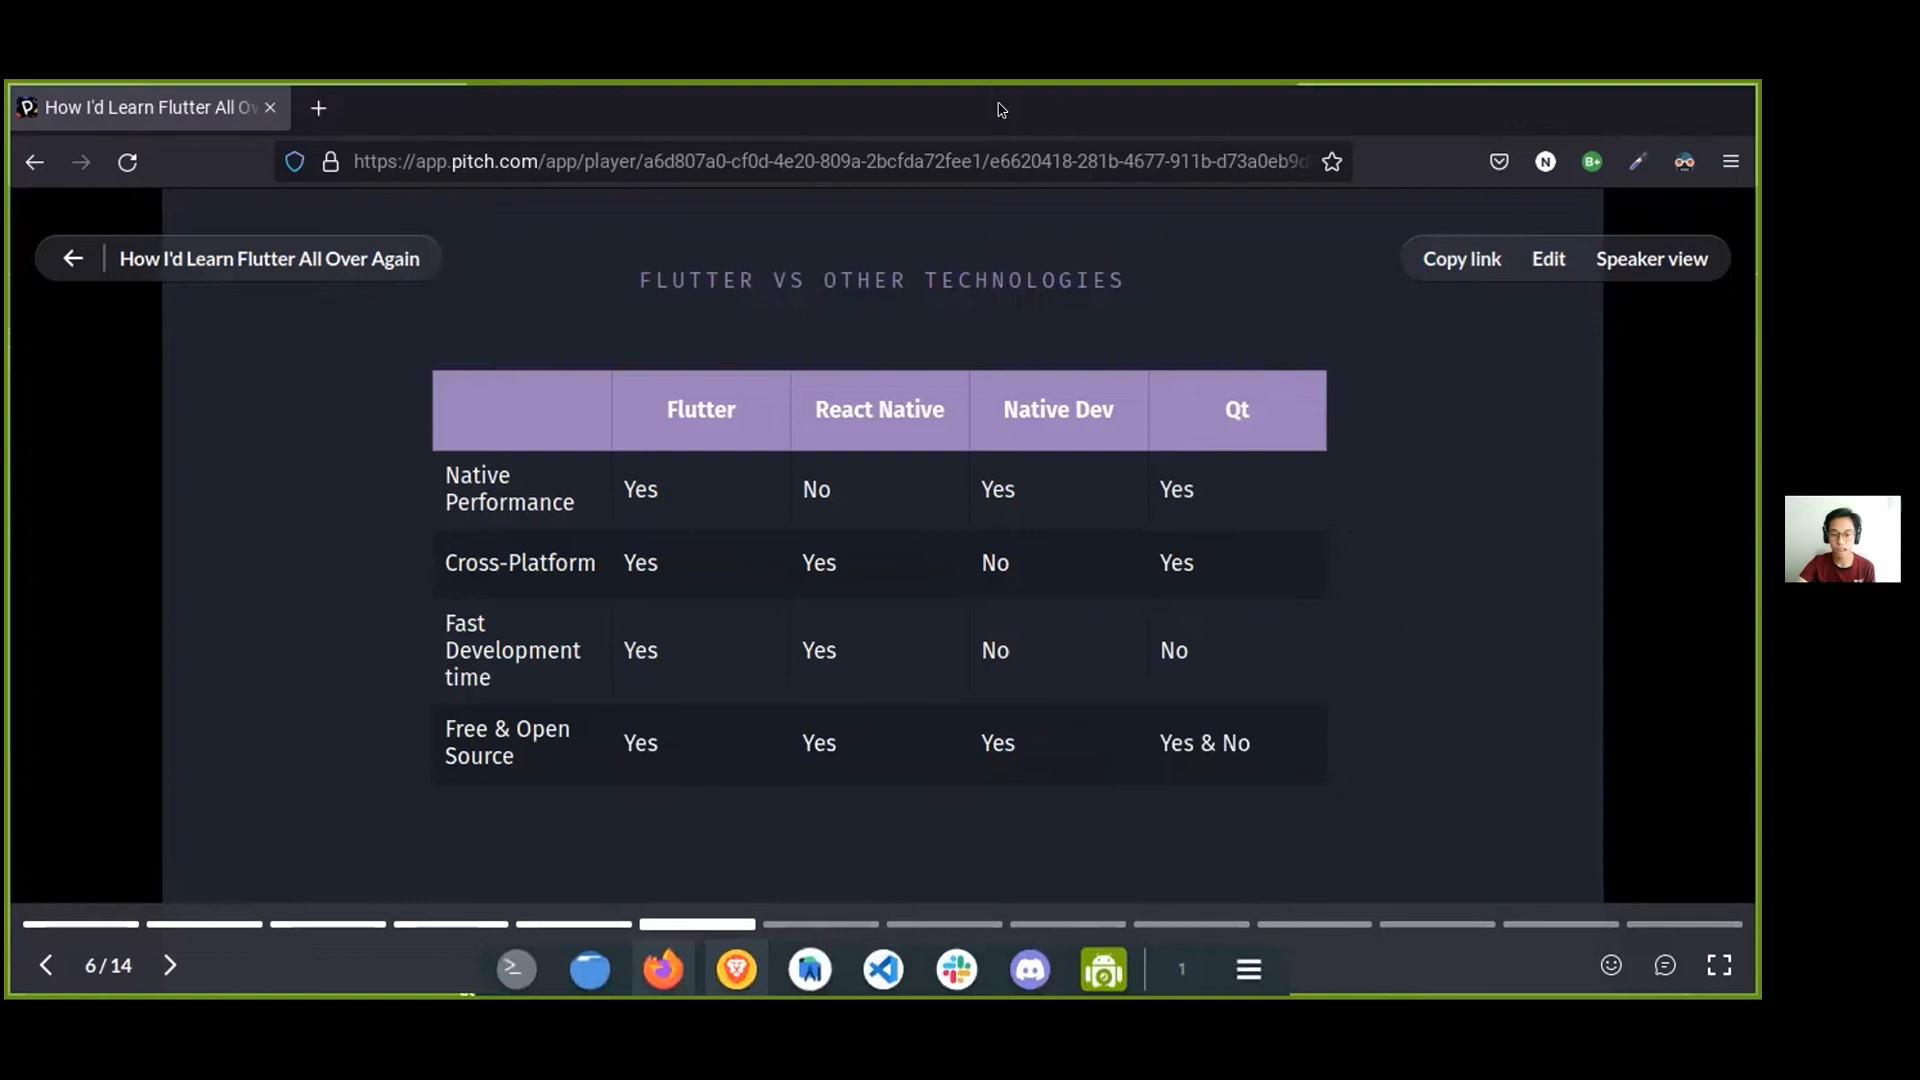 How I'd Learn Flutter All Ov
https://app.pitch.com/app/player/a6d807a0-cf0d-4e20-809a-2bcfda72fee1/e6620418-281b-4677-911b-d73a0eb9d
N
B+
How I'd Learn Flutter All Over Again
Copy link Edit Speaker view
FLUTTER VS OTHER TECHNOLOGIES
Flutter React Native Native Dev Qt
Native
Performance
Yes No Yes Yes
Cross-Platform Yes Yes No Yes
Fast
Development
time
Yes Yes No No
Free & Open
Source
Yes Yes Yes Yes & No
6 / 14
1